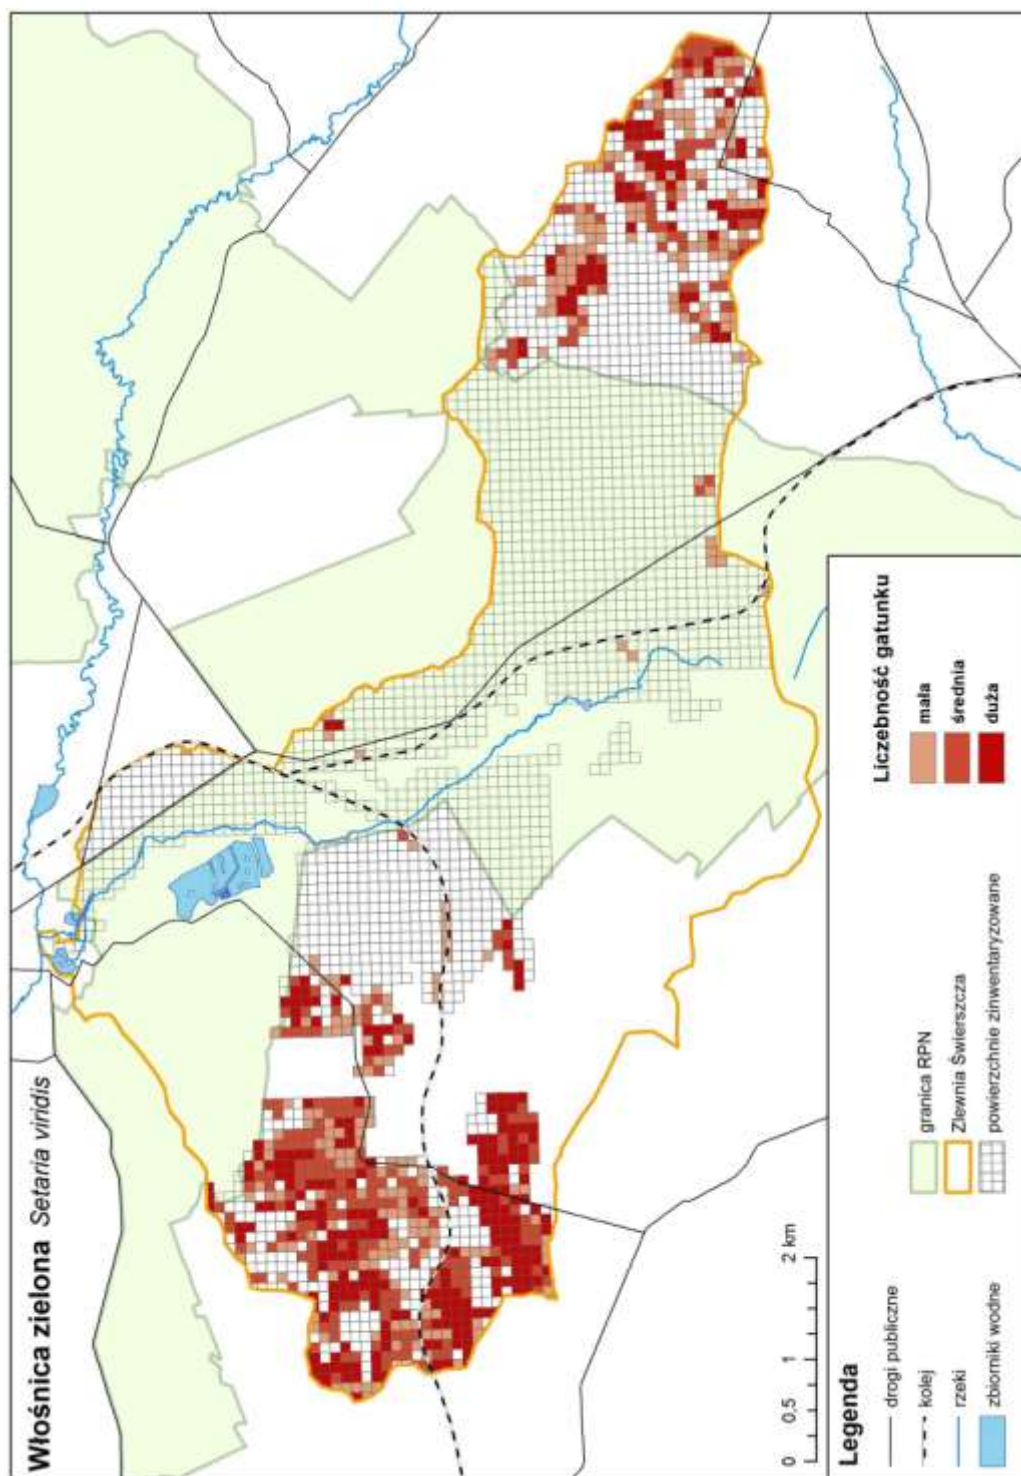 Włośnica zielona Setaria viridis
0 0,5 1 2 km
Legenda
drogi publiczne
kolej
rzeki
zbiorniki wodne
granica RPN
Zlewnia Świerszcza
powierzchnie zinwentaryzowane
Liczebność gatunku
mała
średnia
duża